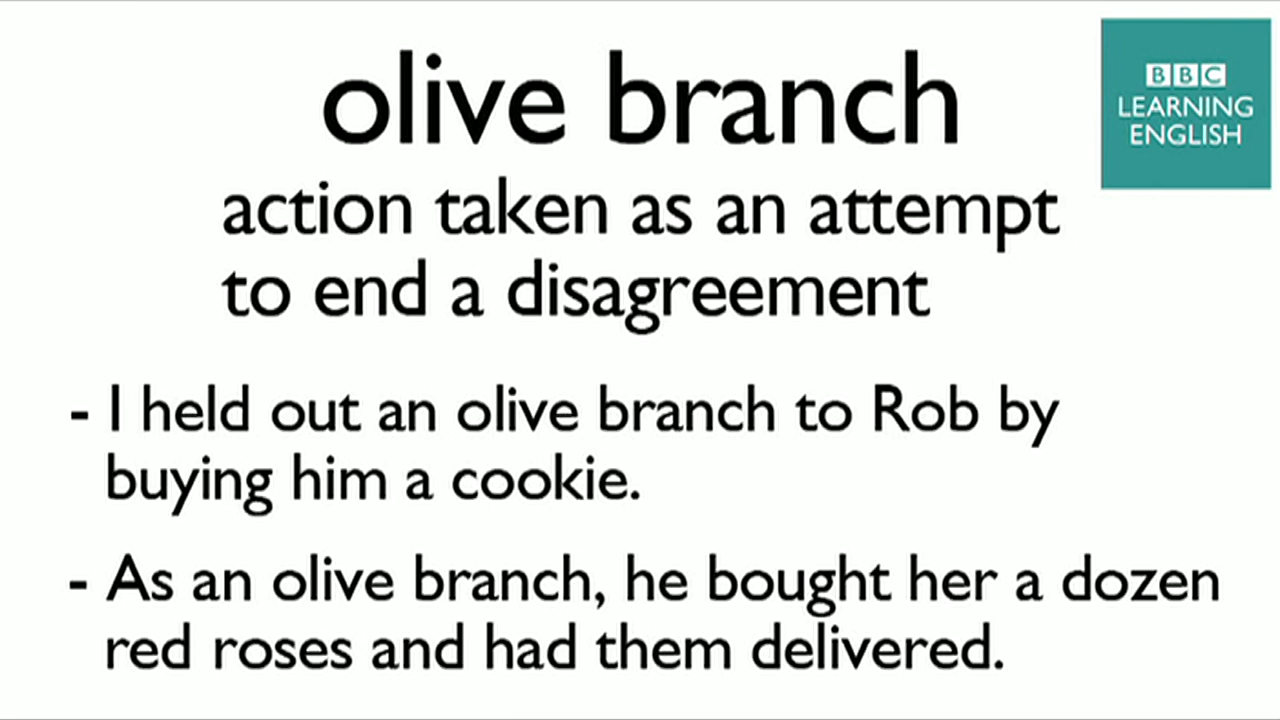 olive branch
BBC
LEARNING
ENGLISH
action taken as an attempt
to end a disagreement
- I held out an olive branch to Rob by
buying him a cookie.
- As an olive branch, he bought her a dozen
red roses and had them delivered.